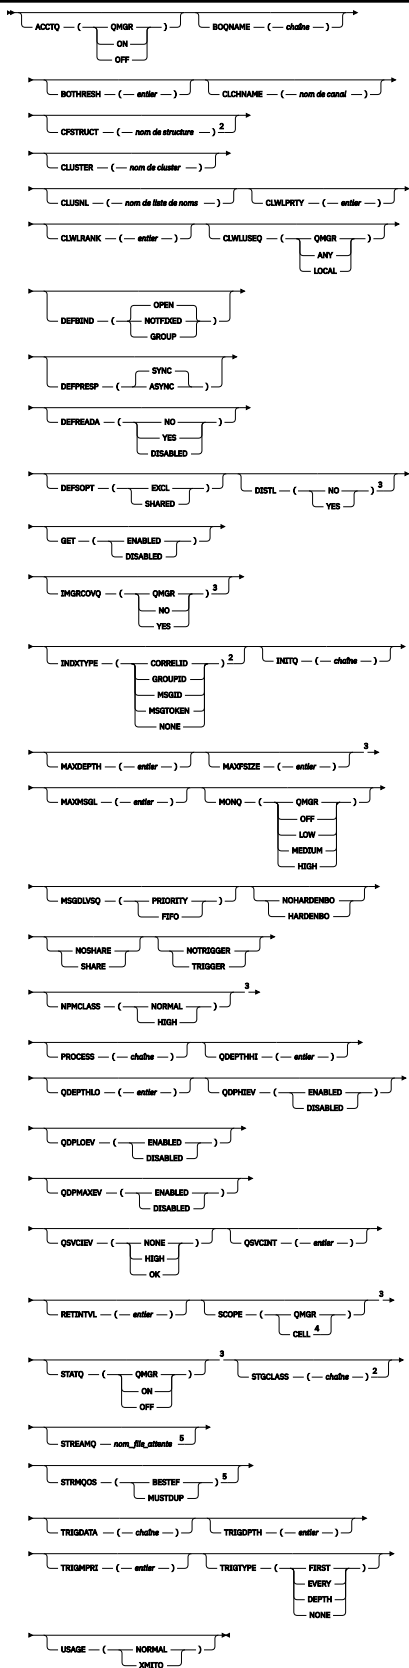 ACCTQ ( QMGR ) BOQNAME ( chaîne )
ON
OFF
BOTHRESH ( entier ) CLCHNAME ( nom de canal )
CFSTRUCT ( nom de structure ) 2
CLUSTER ( nom de cluster )
CLUSNL ( nom de liste de noms ) CLWLPRTY ( entier )
CLWLRANK ( entier ) CLWLUSEQ ( QMGR )
ANY
LOCAL
OPEN
DEFBIND ( NOTFIXED )
GROUP
SYNC
DEFPRESP ( ASYNC )
DEFREADA ( NO )
YES
DISABLED
DEFSOPT ( EXCL ) DISTL ( NO ) 3
SHARED YES
GET ( ENABLED )
DISABLED
IMGRCOVQ ( QMGR ) 3
NO
YES
INDXTYPE ( CORRELID ) 2 INITQ ( chaîne )
GROUPID
MSGID
MSGTOKEN
NONE
MAXDEPTH ( entier ) MAXFSIZE ( entier ) 3
MAXMSGL ( entier ) MONQ ( QMGR )
OFF
LOW
MEDIUM
HIGH
MSGDLVSQ ( PRIORITY ) NOHARDENBO
FIFO HARDENBO
NOSHARE NOTRIGGER
SHARE TRIGGER
NPMCLASS ( NORMAL ) 3
HIGH
PROCESS ( chaîne ) QDEPTHHI ( entier )
QDEPTHLO ( entier ) QDPHIEV ( ENABLED )
DISABLED
QDPLOEV ( ENABLED )
DISABLED
QDPMAXEV ( ENABLED )
DISABLED
QSVCIEV ( NONE ) QSVCINT ( entier )
HIGH
OK
RETINTVL ( entier ) SCOPE ( QMGR ) 3
CELL 4
STATQ ( QMGR ) 3 STGCLASS ( chaîne ) 2
ON
OFF
STREAMQ nom_file_attente 5
STRMQOS ( BESTEF ) 5
MUSTDUP
TRIGDATA ( chaîne ) TRIGDPTH ( entier )
TRIGMPRI ( entier ) TRIGTYPE ( FIRST )
EVERY
DEPTH
NONE
USAGE ( NORMAL )
XMITQ